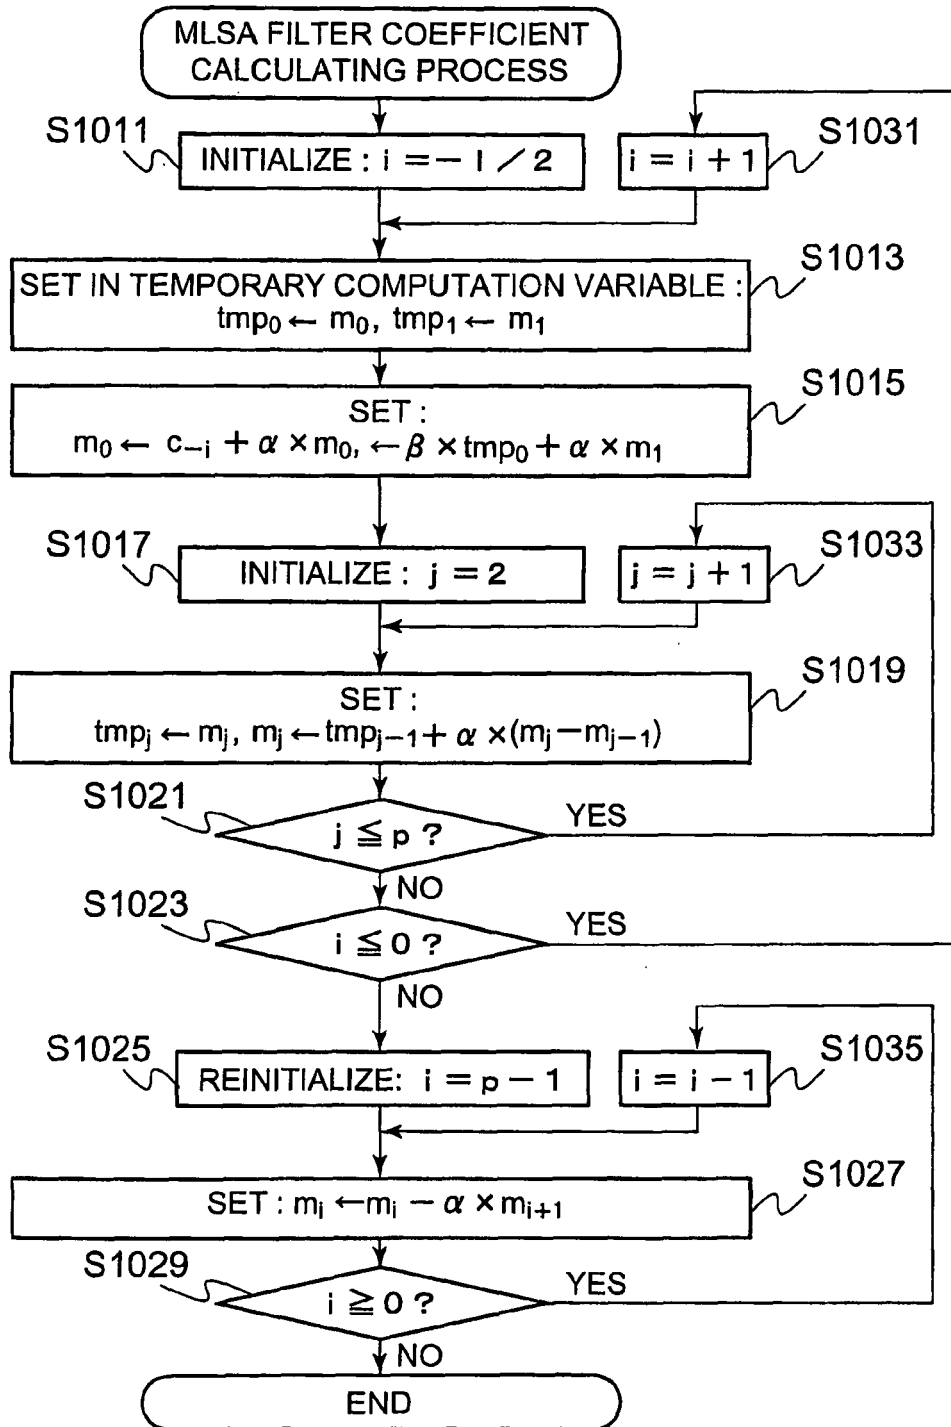 MLSA FILTER COEFFICIENT
CALCULATING PROCESS
S1011
INITIALIZE : i = − l / 2
i = i + 1
S1031
S1013
SET IN TEMPORARY COMPUTATION VARIABLE :
tmp₀ ← m₀, tmp₁ ← m₁
S1015
SET :
m₀ ← c₋ᵢ + α × m₀, ← β × tmp₀ + α × m₁
S1017
INITIALIZE : j = 2
j = j + 1
S1033
S1019
SET :
tmpⱼ ← mⱼ, mⱼ ← tmpⱼ₋₁ + α × (mⱼ − mⱼ₋₁)
S1021
j ≦ p ?
YES
NO
S1023
i ≦ 0 ?
YES
NO
S1025
REINITIALIZE: i = p − 1
i = i − 1
S1035
S1027
SET : mᵢ ← mᵢ − α × mᵢ₊₁
S1029
i ≧ 0 ?
YES
NO
END